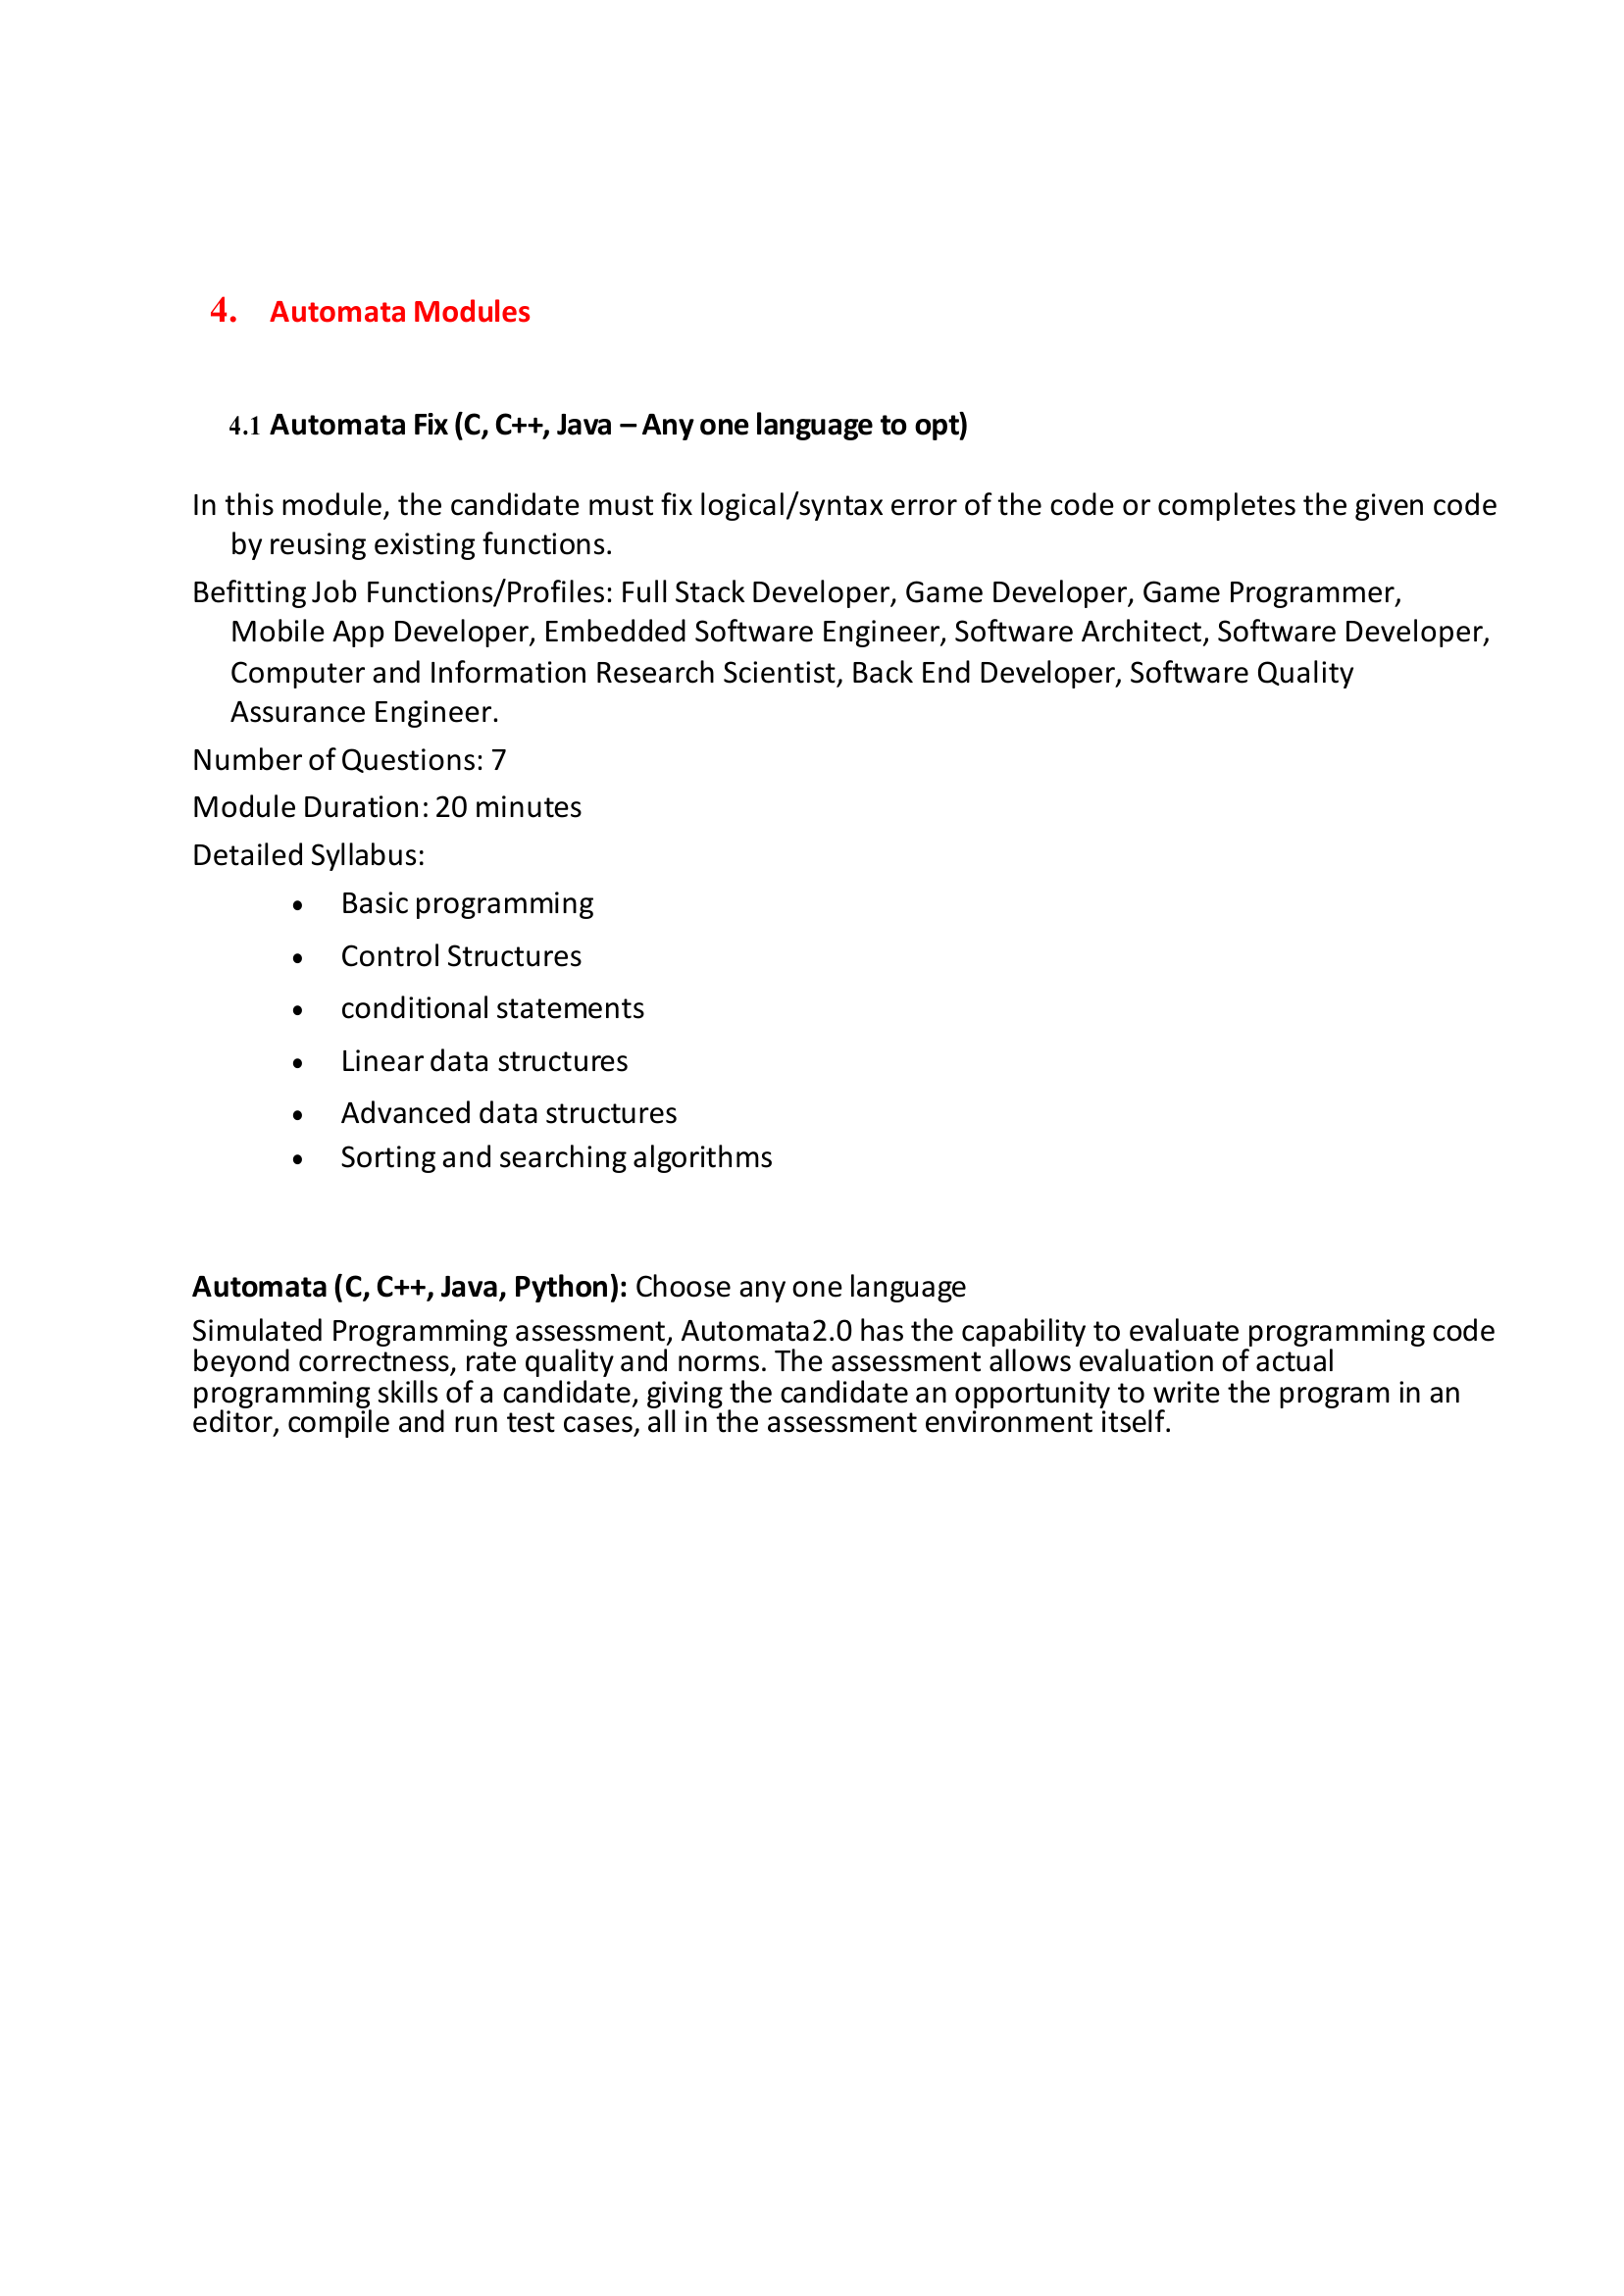 4. Automata Modules
4.1 Automata Fix (C, C++, Java – Any one language to opt)
In this module, the candidate must fix logical/syntax error of the code or completes the given code
by reusing existing functions.
Befitting Job Functions/Profiles: Full Stack Developer, Game Developer, Game Programmer,
Mobile App Developer, Embedded Software Engineer, Software Architect, Software Developer,
Computer and Information Research Scientist, Back End Developer, Software Quality
Assurance Engineer.
Number of Questions: 7
Module Duration: 20 minutes
Detailed Syllabus:
• Basic programming
• Control Structures
• conditional statements
• Linear data structures
• Advanced data structures
• Sorting and searching algorithms
Automata (C, C++, Java, Python): Choose any one language
Simulated Programming assessment, Automata2.0 has the capability to evaluate programming code
beyond correctness, rate quality and norms. The assessment allows evaluation of actual
programming skills of a candidate, giving the candidate an opportunity to write the program in an
editor, compile and run test cases, all in the assessment environment itself.